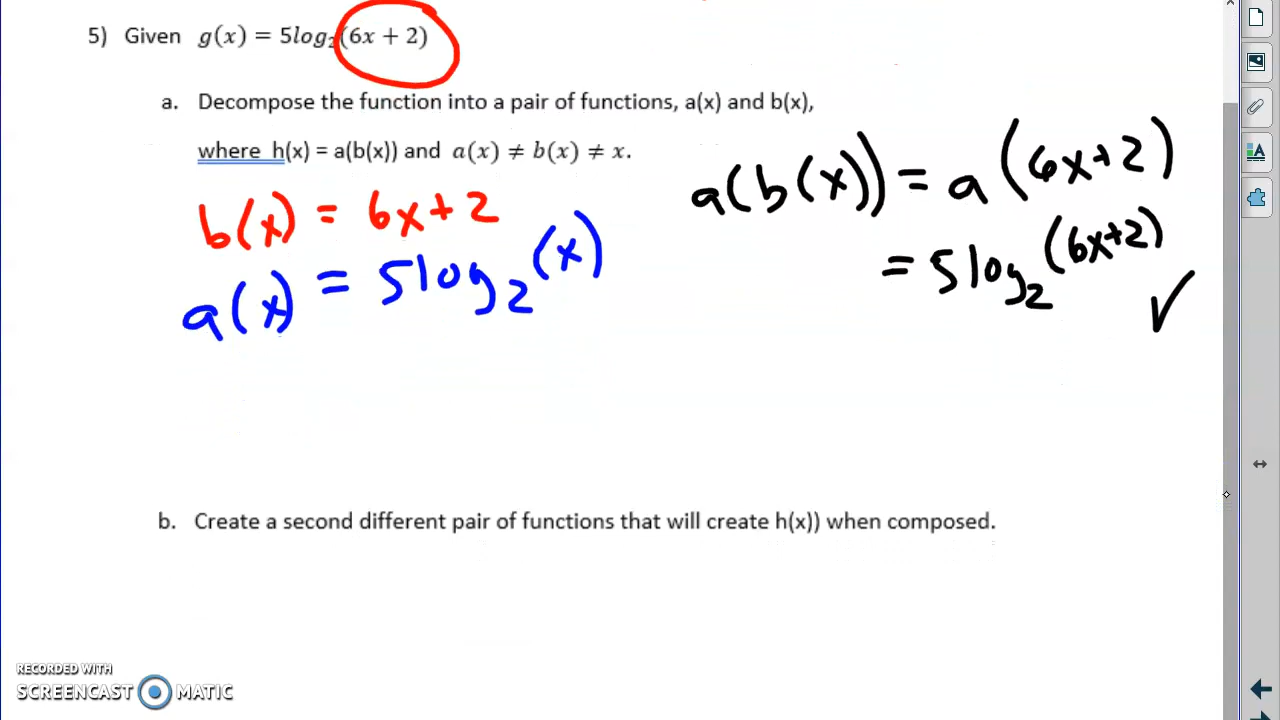 5) Given g(x) = 5log₂(6x + 2)
a. Decompose the function into a pair of functions, a(x) and b(x),
where h(x) = a(b(x)) and a(x) ≠ b(x) ≠ x.
b(x) = 6x+2
a(x) = 5log₂(x)
a(b(x)) = a(6x+2)
= 5log₂(6x+2)
✓
b. Create a second different pair of functions that will create h(x)) when composed.
RECORDED WITH
SCREENCAST MATIC